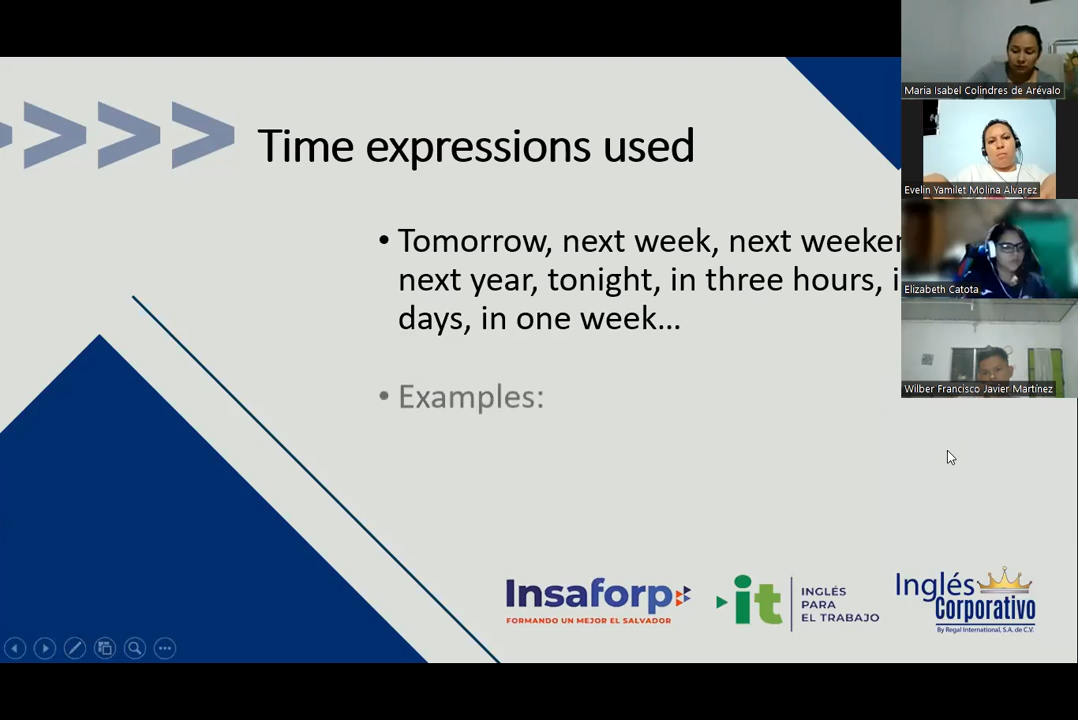 Time expressions used
• Tomorrow, next week, next
next year, tonight, in three hours,
days, in one week...
• Examples:
Maria Isabel Colindres de Arévalo
Evelin Yamilet Molina Alvarez
Elizabeth Catota
Wilber Francisco Javier Martínez
Insaforp
FORMANDO UN MEJOR EL SALVADOR
it
INGLÉS
PARA
EL TRABAJO
Inglés
Corporativo
By Regal International, S.A. de C.V.